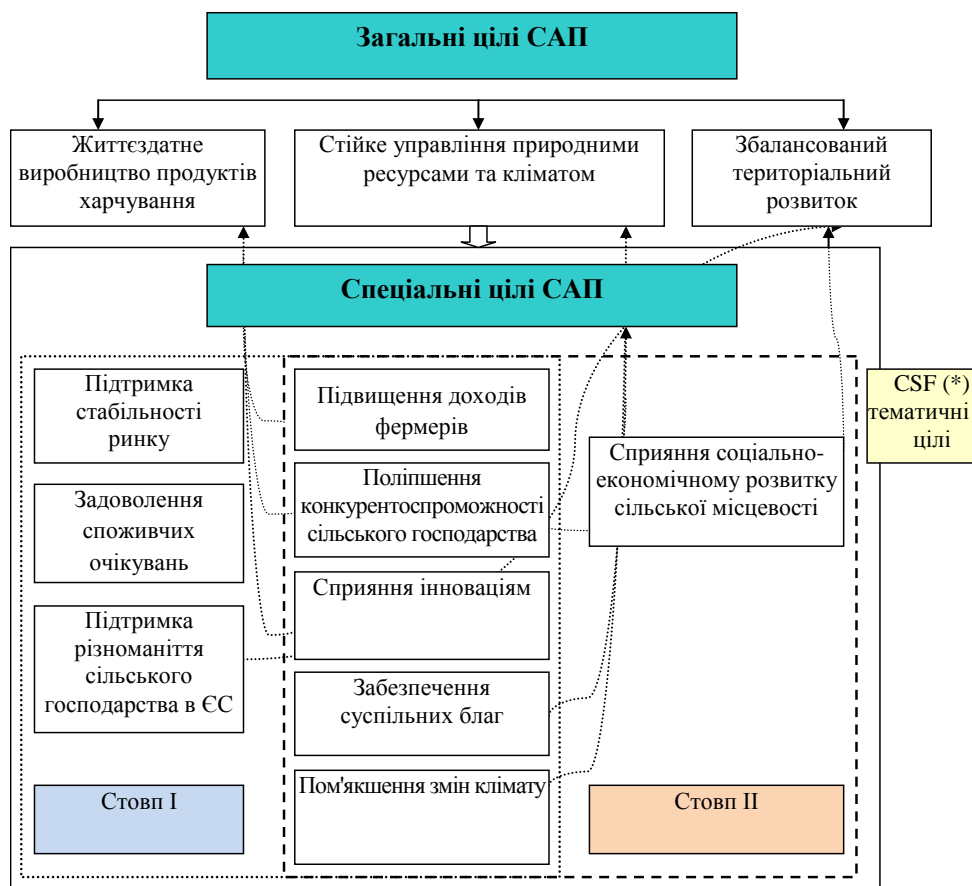 Загальні цілі САП
Життєздатне
виробництво продуктів
харчування
Стійке управління природними
ресурсами та кліматом
Збалансований
територіальний
розвиток
Спеціальні цілі САП
Підтримка
стабільності
ринку
Задоволення
споживчих
очікувань
Підтримка
різноманіття
сільського
господарства в ЄС
Стовп І
Підвищення доходів
фермерів
Поліпшення
конкурентоспроможності
сільського господарства
Сприяння інноваціям
Забезпечення
суспільних благ
Пом'якшення змін клімату
Сприяння соціально-
економічному розвитку
сільської місцевості
Стовп ІІ
CSF (*)
тематичні
цілі